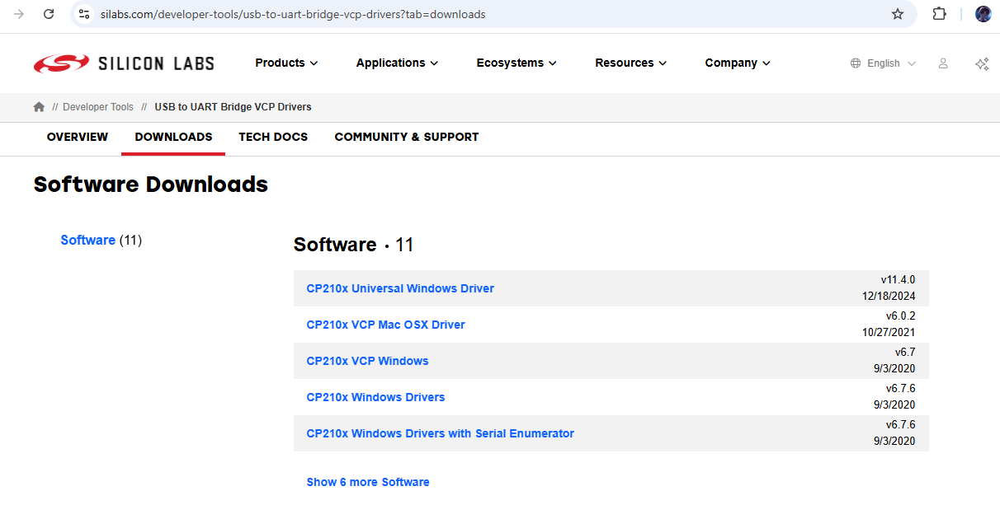 silabs.com/developer-tools/usb-to-uart-bridge-vcp-drivers?tab=downloads
SILICON LABS
Products
Applications
Ecosystems
Resources
Company
English
// Developer Tools // USB to UART Bridge VCP Drivers
OVERVIEW
DOWNLOADS
TECH DOCS
COMMUNITY & SUPPORT
Software Downloads
Software (11)
Software · 11
CP210x Universal Windows Driver
v11.4.0
12/18/2024
CP210x VCP Mac OSX Driver
v6.0.2
10/27/2021
CP210x VCP Windows
v6.7
9/3/2020
CP210x Windows Drivers
v6.7.6
9/3/2020
CP210x Windows Drivers with Serial Enumerator
v6.7.6
9/3/2020
Show 6 more Software